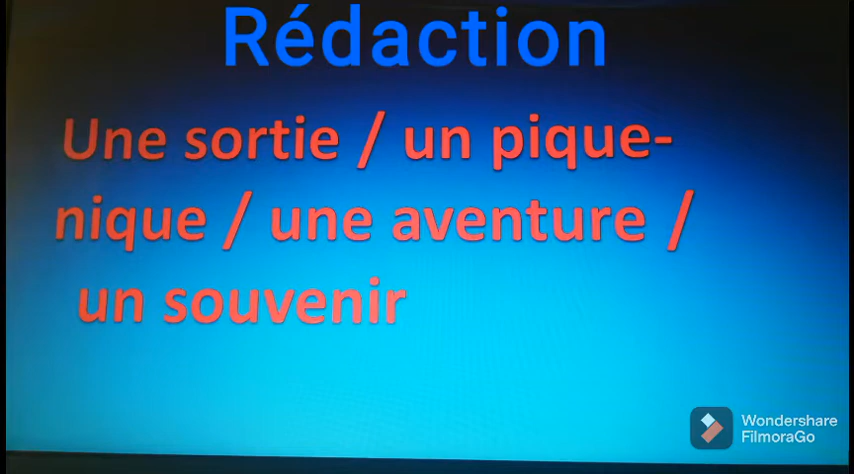 Rédaction
Une sortie / un pique-
nique / une aventure /
un souvenir
Wondershare
FilmoraGo